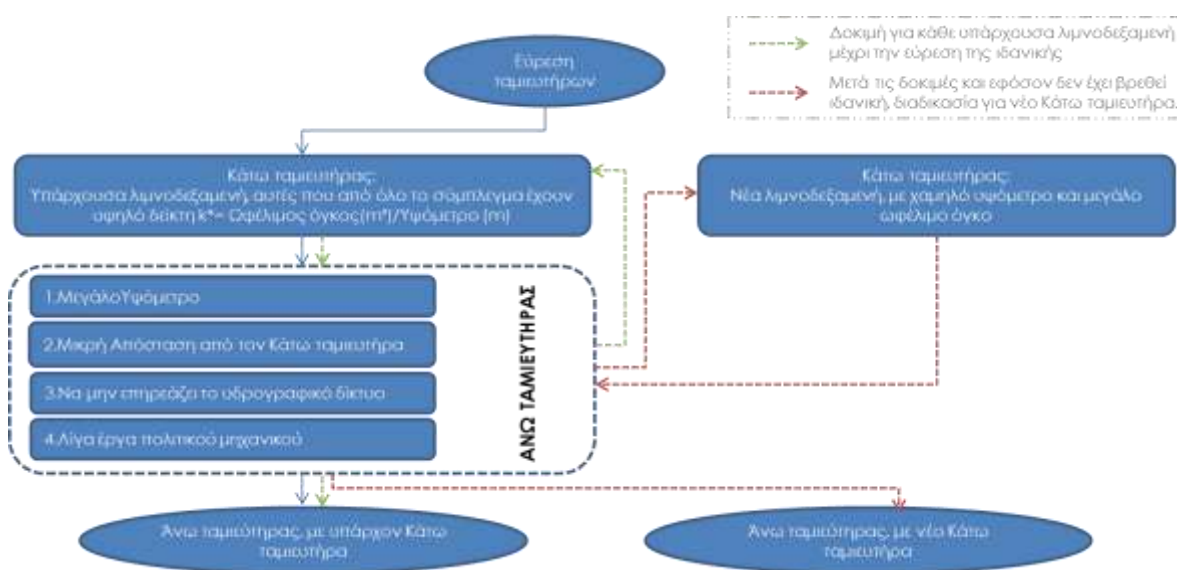 Εύρεση
ταμιευτήρων
Δοκιμή για κάθε υπάρχουσα λιμνοδεξαμενή
μέχρι την εύρεση της ιδανικής
Μετά τις δοκιμές και εφόσον δεν έχει βρεθεί
ιδανική, διαδικασία για νέο Κάτω ταμιευτήρα.
Κάτω ταμιευτήρας:
Υπάρχουσα λιμνοδεξαμενή, αυτές που από όλο το σύμπλεγμα έχουν
υψηλό δείκτη k*= Ωφέλιμος όγκος(m³)/Υψόμετρο (m)
Κάτω ταμιευτήρας:
Νέα λιμνοδεξαμενή, με χαμηλό υψόμετρο και μεγάλο
ωφέλιμο όγκο
1.ΜεγάλοΥψόμετρο
2.Μικρή Απόσταση από τον Κάτω ταμιευτήρα
3.Να μην επηρεάζει το υδρογραφικό δίκτυο
4.Λίγα έργα πολιτικού μηχανικού
ΑΝΩ ΤΑΜΙΕΥΤΗΡΑΣ
Άνω ταμιεύτηρας, με υπάρχον Κάτω
ταμιευτήρα
Άνω ταμιεύτηρας, με νέο Κάτω
ταμιευτήρα